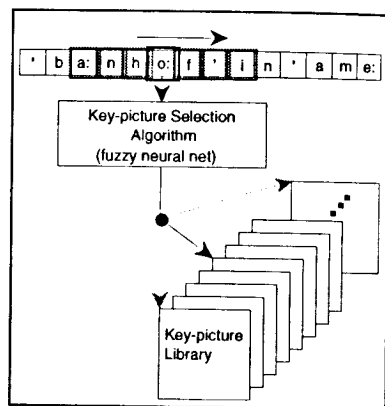 ' b a: n h o: f ' i n ' a m e:
Key-picture Selection
Algorithm
(fuzzy neural net)
Key-picture
Library